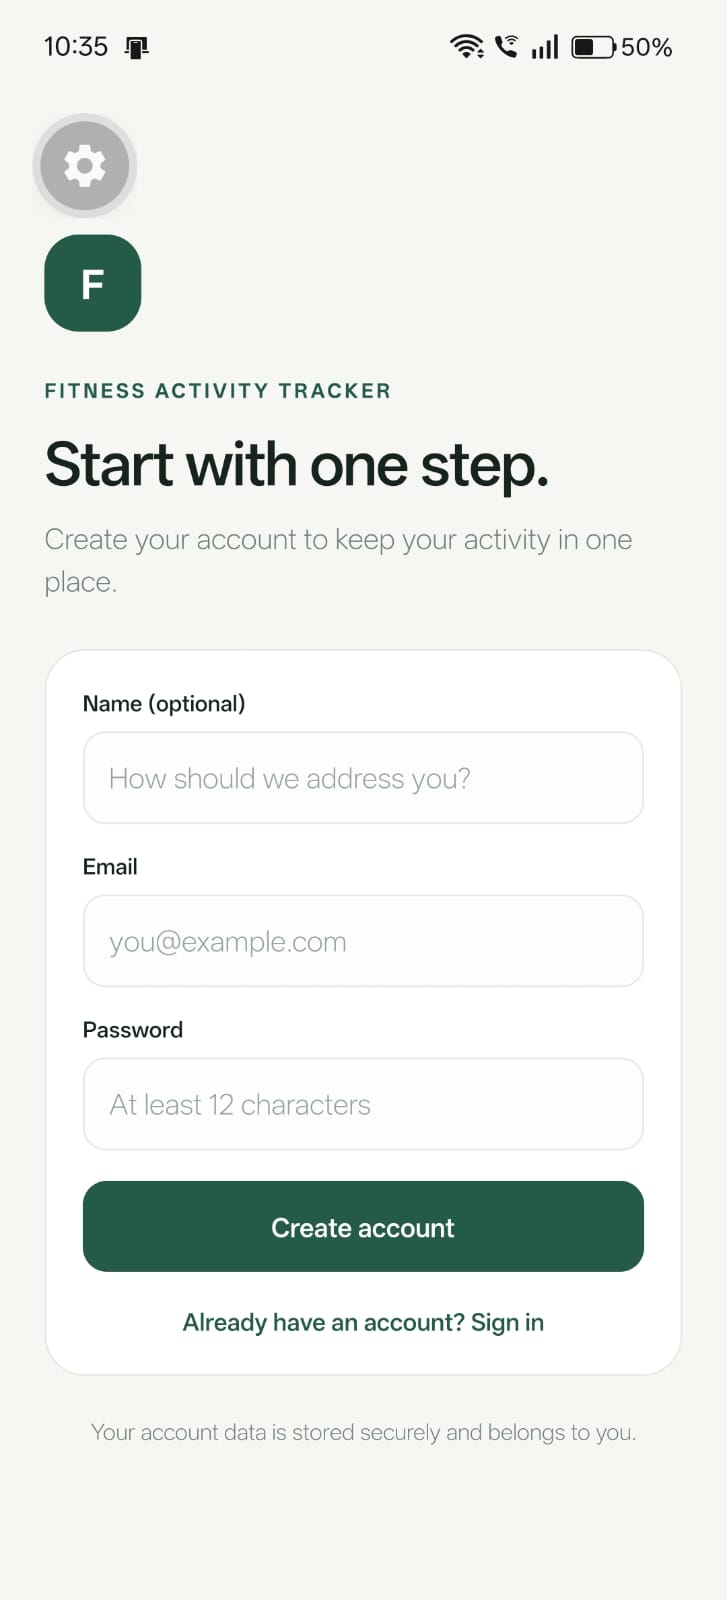 10:35
50%
F
FITNESS ACTIVITY TRACKER
Start with one step.
Create your account to keep your activity in one
place.
Name (optional)
How should we address you?
Email
you@example.com
Password
At least 12 characters
Create account
Already have an account? Sign in
Your account data is stored securely and belongs to you.